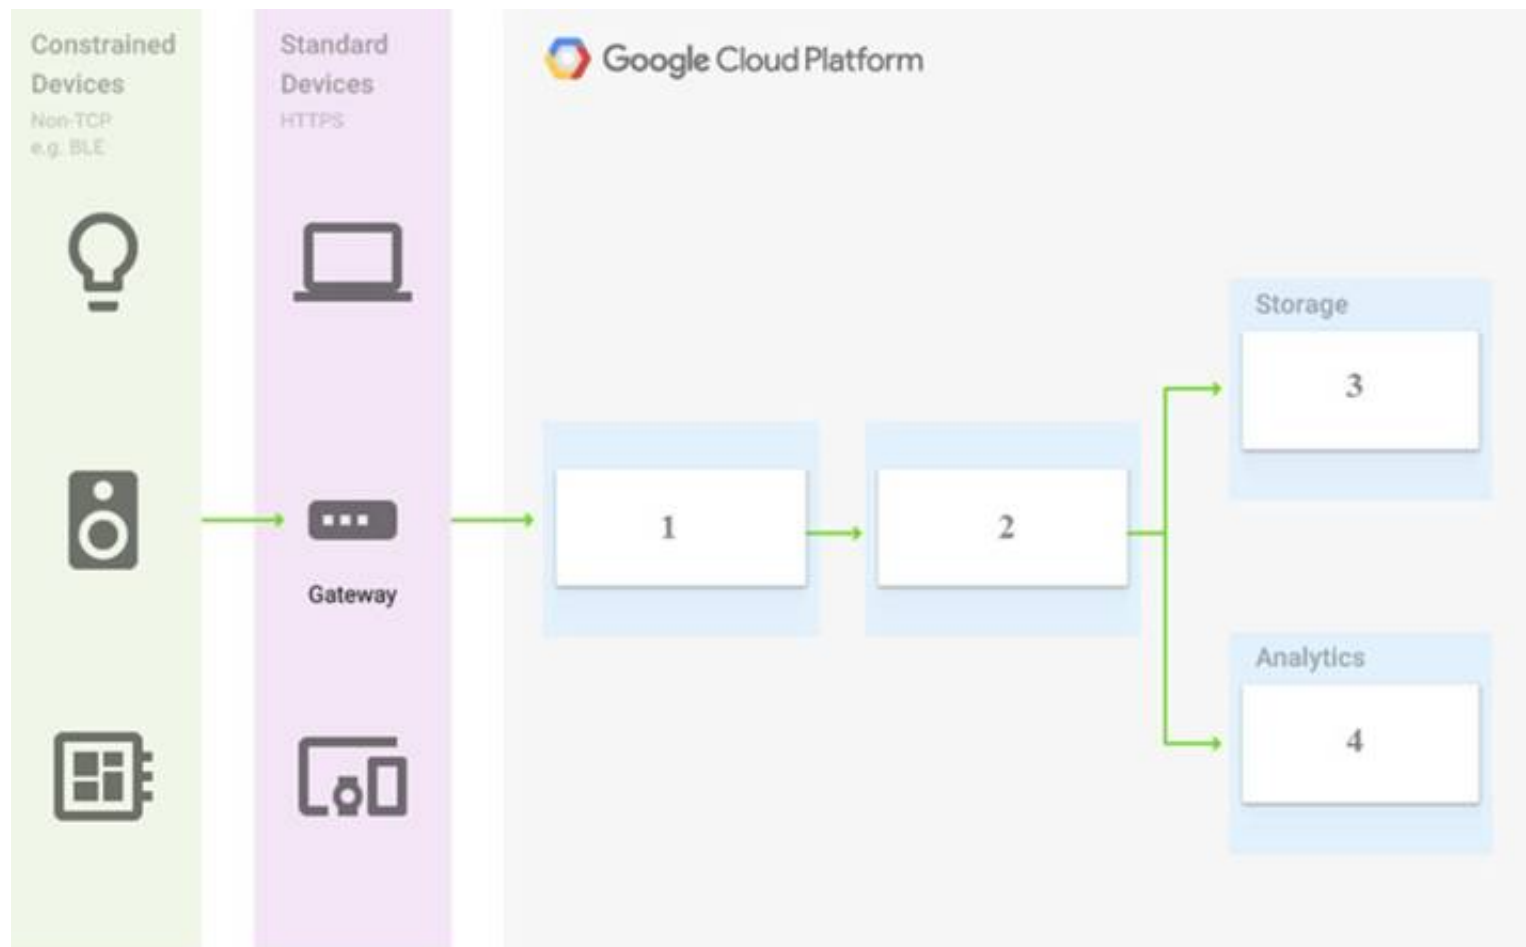 Constrained
Devices
Non-TCP
e.g. BLE
Standard
Devices
HTTPS
Gateway
Google Cloud Platform
1
2
Storage
3
Analytics
4